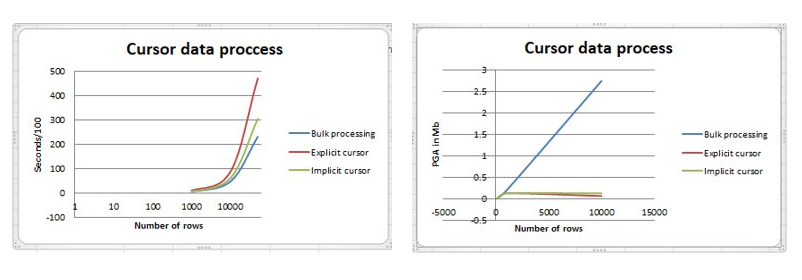 Cursor data proccess
500
400
300
200
100
0
-100
1 10 100 1000 10000
Seconds/100
Number of rows
Bulk processing
Explicit cursor
Implicit cursor
Cursor data process
3
2.5
2
1.5
1
0.5
0
-0.5
-5000 0 5000 10000 15000
PGA in Mb
Number of rows
Bulk processing
Explicit cursor
Implicit cursor